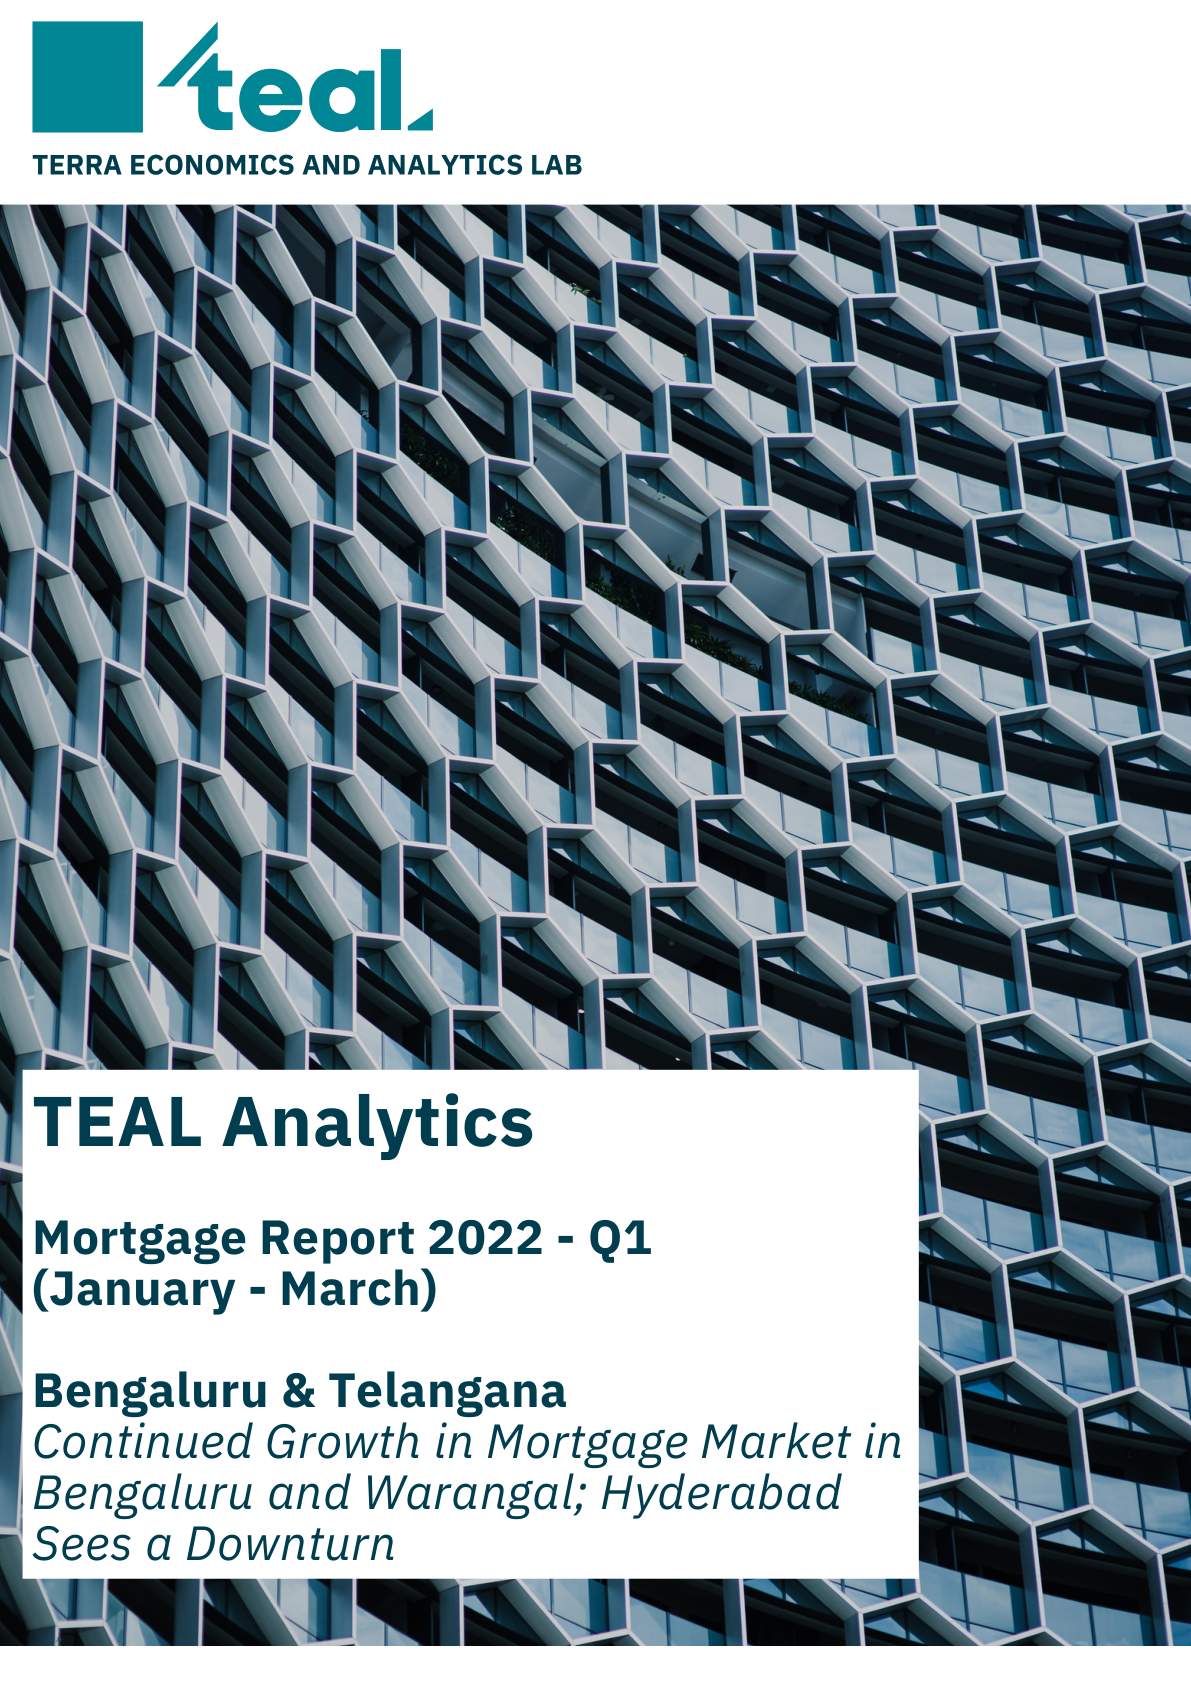 teal.
TERRA ECONOMICS AND ANALYTICS LAB
TEAL Analytics
Mortgage Report 2022 - Q1
(January - March)
Bengaluru & Telangana
Continued Growth in Mortgage Market in
Bengaluru and Warangal; Hyderabad
Sees a Downturn